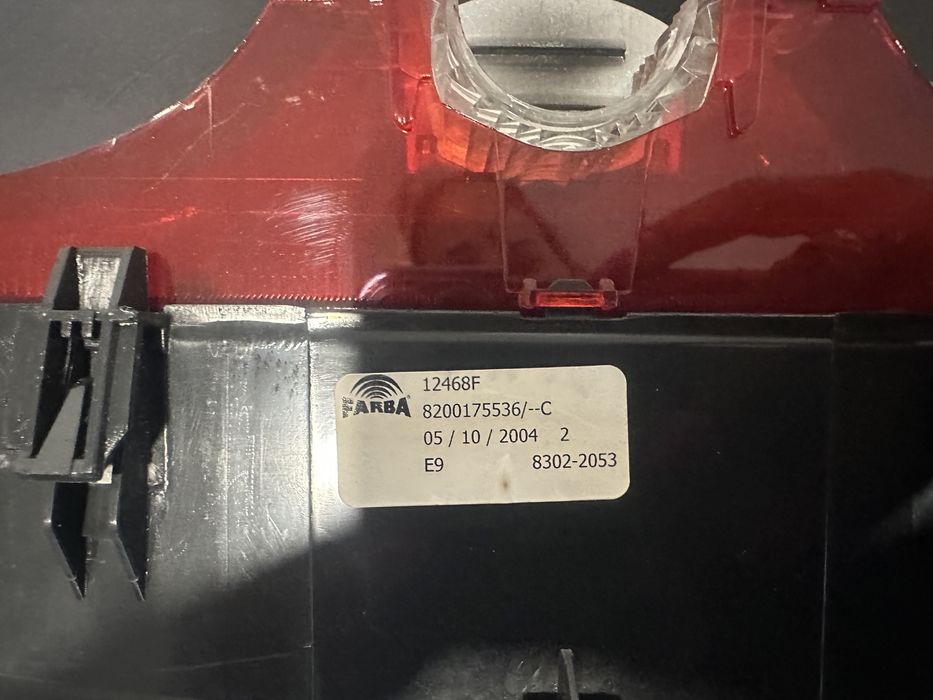 FARBA
12468F
8200175536/--C
05 / 10 / 2004 2
E9 8302-2053